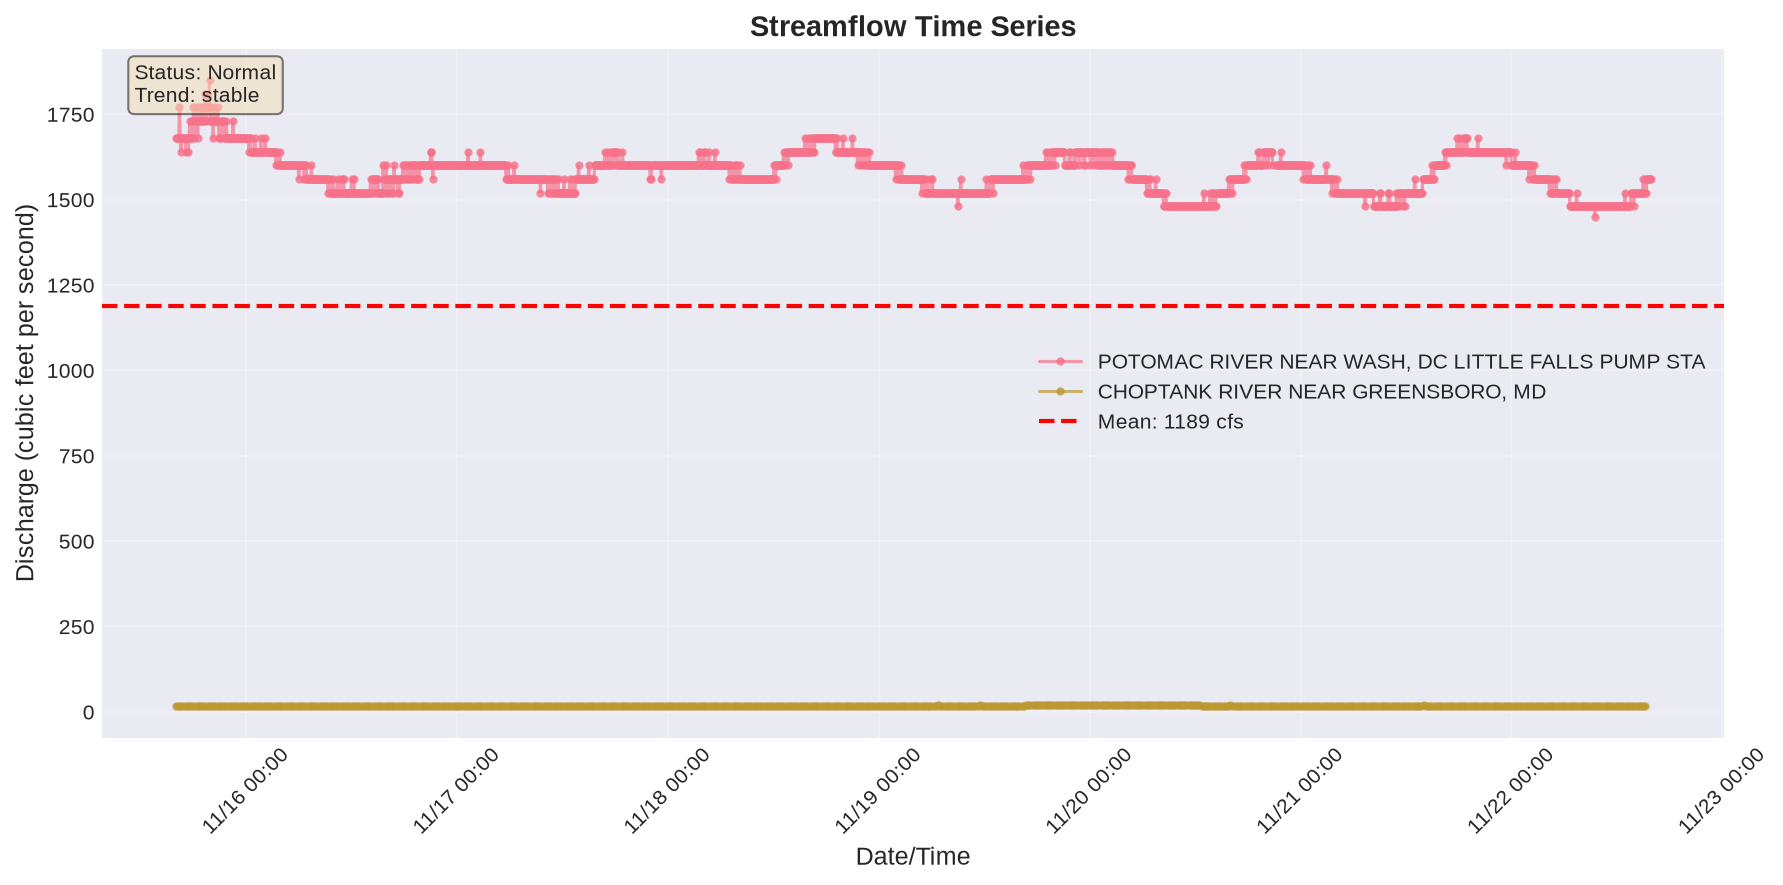 Streamflow Time Series
Status: Normal
Trend: stable
Discharge (cubic feet per second)
1750
1500
1250
1000
750
500
250
0
POTOMAC RIVER NEAR WASH, DC LITTLE FALLS PUMP STA
CHOPTANK RIVER NEAR GREENSBORO, MD
Mean: 1189 cfs
11/16 00:00
11/17 00:00
11/18 00:00
11/19 00:00
11/20 00:00
11/21 00:00
11/22 00:00
11/23 00:00
Date/Time